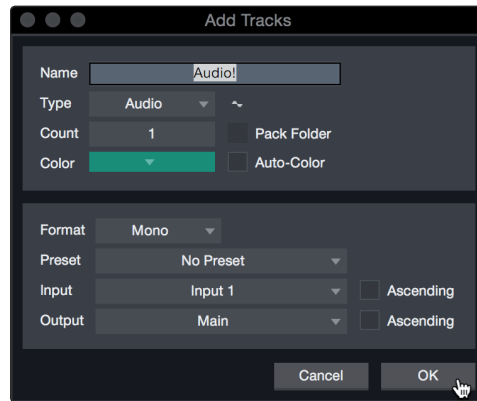 Add Tracks
Name Audio!
Type Audio
Count 1 Pack Folder
Color Auto-Color
Format Mono
Preset No Preset
Input Input 1 Ascending
Output Main Ascending
Cancel OK